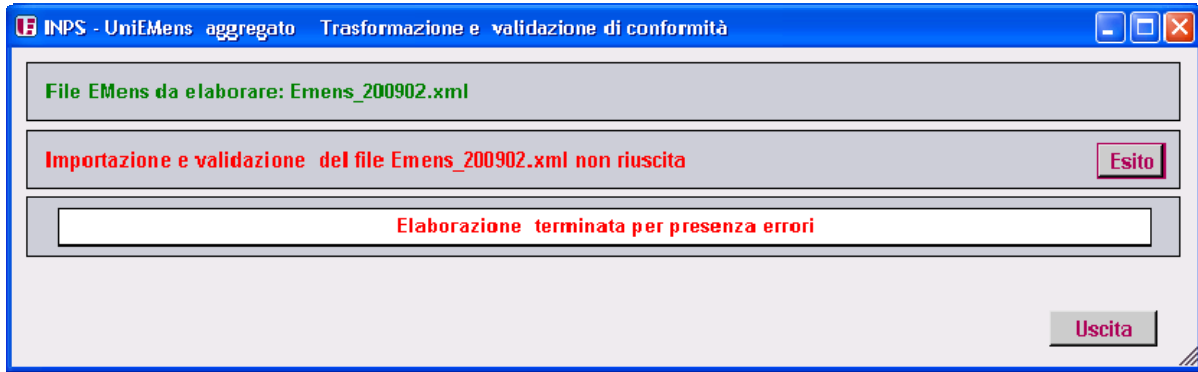 INPS - UniEMens aggregato Trasformazione e validazione di conformità
File EMens da elaborare: Emens_200902.xml
Importazione e validazione del file Emens_200902.xml non riuscita
Esito
Elaborazione terminata per presenza errori
Uscita